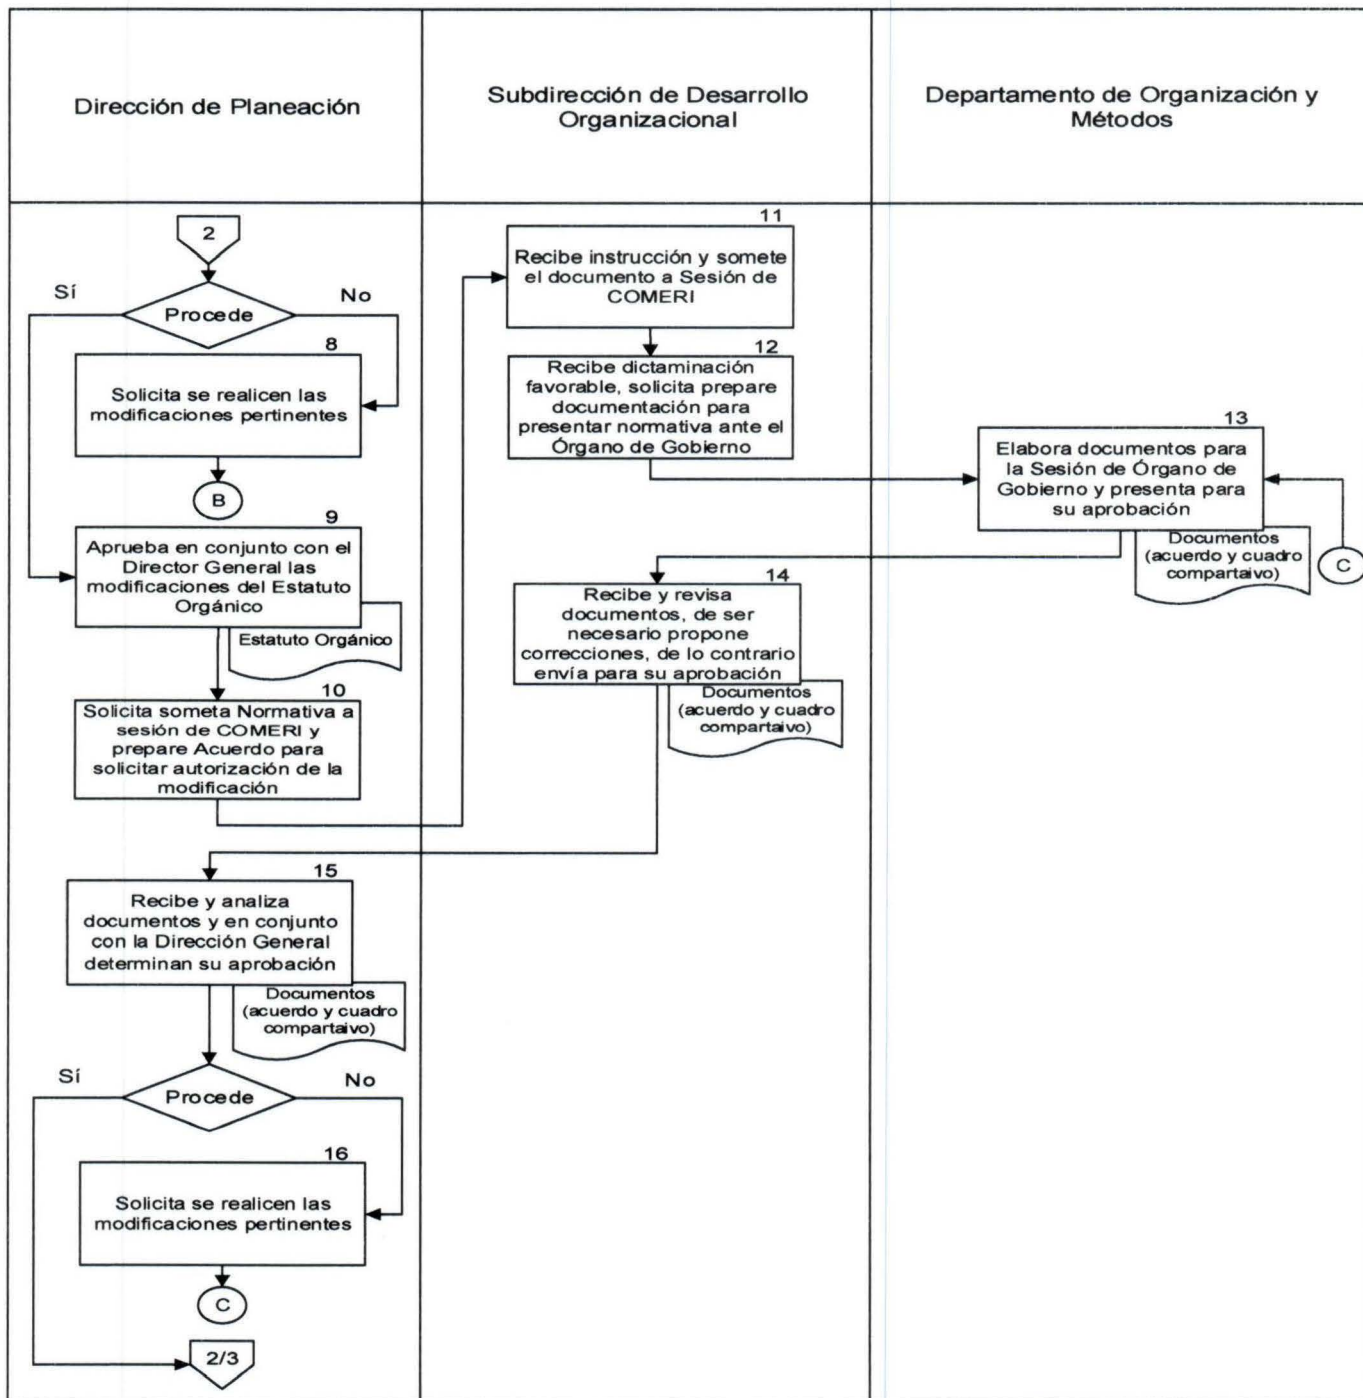 Dirección de Planeación
Subdirección de Desarrollo
Organizacional
Departamento de Organización y
Métodos
2
Procede
Sí
No
8
Solicita se realicen las
modificaciones pertinentes
B
9
Aprueba en conjunto con el
Director General las
modificaciones del Estatuto
Orgánico
Estatuto Orgánico
10
Solicita someta Normativa a
sesión de COMERI y
prepare Acuerdo para
solicitar autorización de la
modificación
11
Recibe instrucción y somete
el documento a Sesión de
COMERI
12
Recibe dictaminación
favorable, solicita prepare
documentación para
presentar normativa ante el
Órgano de Gobierno
13
Elabora documentos para
la Sesión de Órgano de
Gobierno y presenta para
su aprobación
Documentos
(acuerdo y cuadro
compartaivo)
C
14
Recibe y revisa
documentos, de ser
necesario propone
correcciones, de lo contrario
envía para su aprobación
Documentos
(acuerdo y cuadro
compartaivo)
15
Recibe y analiza
documentos y en conjunto
con la Dirección General
determinan su aprobación
Documentos
(acuerdo y cuadro
compartaivo)
Procede
Sí
No
16
Solicita se realicen las
modificaciones pertinentes
C
2/3